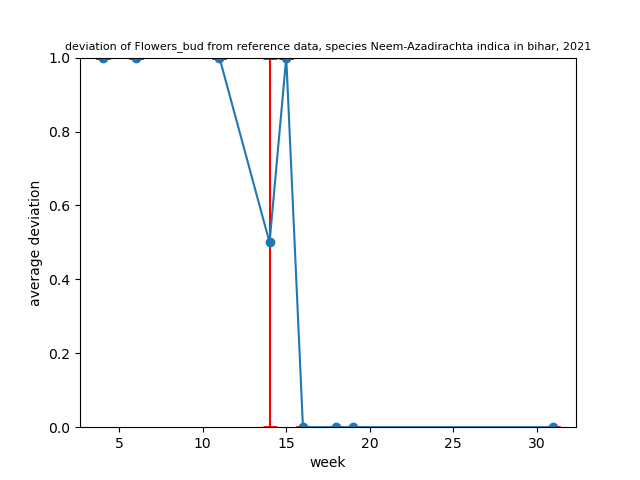 deviation of Flowers_bud from reference data, species Neem-Azadirachta indica in bihar, 2021
1.0
0.8
0.6
0.4
0.2
0.0
average deviation
5 10 15 20 25 30
week